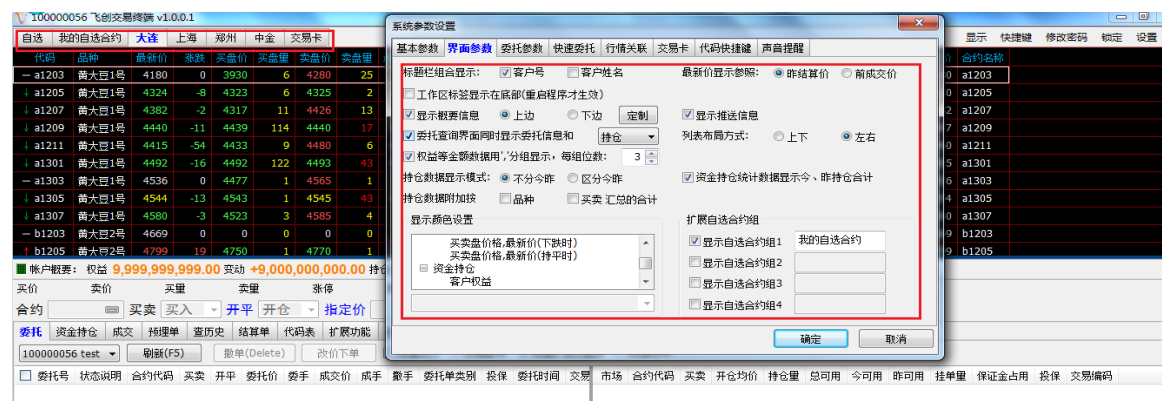 100000056 飞创交易终端 v1.0.0.1
自选 我的自选合约 大连 上海 郑州 中金 交易卡
显示 快捷键 修改密码 锁定 设置
代码 品种 最新价 涨跌 买盘价 买盘量 卖盘价 卖盘量
合约名称
a1203 黄大豆1号 4180 0 3930 6 4280 25
a1203
a1205 黄大豆1号 4324 -8 4323 6 4325 2
a1205
a1207 黄大豆1号 4382 -2 4317 11 4426 13
a1207
a1209 黄大豆1号 4440 -11 4439 114 4440 17
a1209
a1211 黄大豆1号 4415 -54 4433 9 4480 6
a1211
a1301 黄大豆1号 4492 -16 4492 122 4493 43
a1301
a1303 黄大豆1号 4536 0 4477 1 4565 1
a1303
a1305 黄大豆1号 4544 -13 4543 1 4545 43
a1305
a1307 黄大豆1号 4580 -3 4523 3 4585 4
a1307
b1203 黄大豆2号 4669 0 0 0 0 0
b1203
b1205 黄大豆2号 4799 19 4750 1 4770 1
b1205
帐户概要: 权益 9,999,999,999.00 变动 +9,000,000,000.00 持仓
买价 卖价 买量 卖量 涨停
合约 买卖 买入 开平 开仓 指定价
委托 资金持仓 成交 预埋单 查历史 结算单 代码表 扩展功能
100000056 test 刷新(F5) 撤单(Delete) 改价下单
委托号 状态说明 合约代码 买卖 开平 委托价 委手 成交价 成手 撤手 委托单类别 投保 委托时间 交易
市场 合约代码 买卖 开仓均价 持仓量 总可用 今可用 昨可用 挂单量 保证金占用 投保 交易编码
系统参数设置
基本参数 界面参数 委托参数 快速委托 行情关联 交易卡 代码快捷键 声音提醒
标题栏组合显示: 客户号 客户姓名 最新价显示参照: 昨结算价 前成交价
工作区标签显示在底部(重启程序才生效)
显示概要信息 上边 下边 定制 显示推送信息
委托查询界面同时显示委托信息和 持仓 列表布局方式: 上下 左右
权益等金额数据用','分组显示，每组位数: 3
持仓数据显示模式: 不分今昨 区分今昨 资金持仓统计数据显示今、昨持仓合计
持仓数据附加按 品种 买卖 汇总的合计
显示颜色设置
买卖盘价格,最新价(下跌时)
买卖盘价格,最新价(持平时)
资金持仓
客户权益
扩展自选合约组
显示自选合约组1 我的自选合约
显示自选合约组2
显示自选合约组3
显示自选合约组4
确定 取消